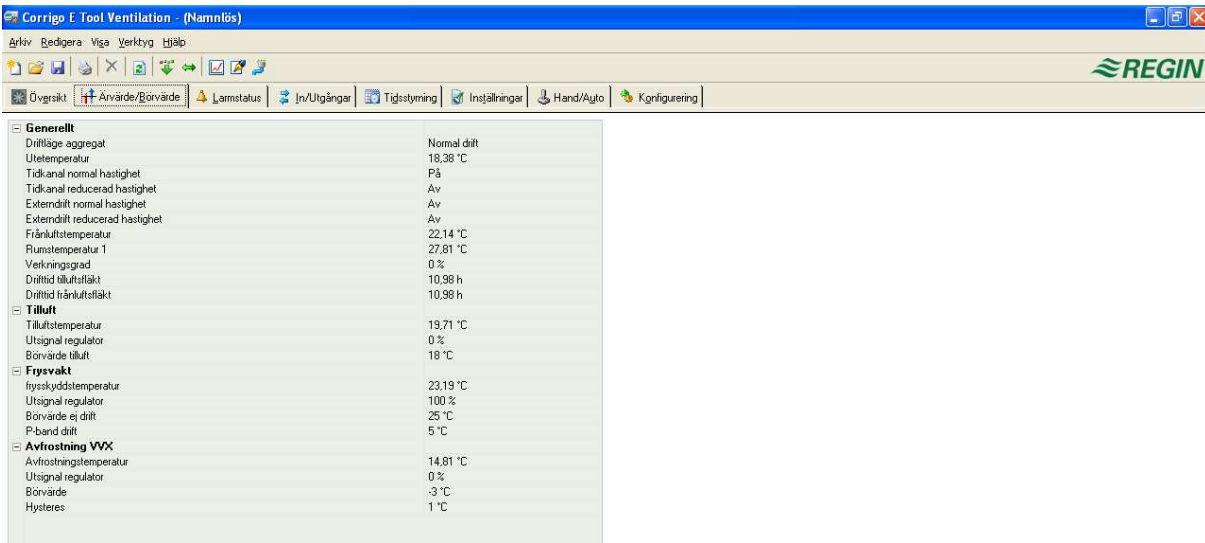 Corrigo E Tool Ventilation - (Namnlös)
Arkiv Redigera Visa Verktyg Hjälp
REGIN
Översikt Ärvärde/Börvärde Larmstatus In/Utgångar Tidsstyrning Inställningar Hand/Auto Konfigurering
Generellt
Driftläge aggregat Normal drift
Utetemperatur 18,38 °C
Tidkanal normal hastighet På
Tidkanal reducerad hastighet Av
Externdrift normal hastighet Av
Externdrift reducerad hastighet Av
Frånluftstemperatur 22,14 °C
Rumstemperatur 1 27,81 °C
Verkningsgrad 0 %
Drifttid tilluftsfläkt 10,98 h
Drifttid frånluftsfläkt 10,98 h
Tilluft
Tilluftstemperatur 19,71 °C
Utsignal regulator 0 %
Börvärde tilluft 18 °C
Frysvakt
frysskyddstemperatur 23,19 °C
Utsignal regulator 100 %
Börvärde ej drift 25 °C
P-band drift 5 °C
Avfrostning VVX
Avfrostningstemperatur 14,81 °C
Utsignal regulator 0 %
Börvärde -3 °C
Hysteres 1 °C